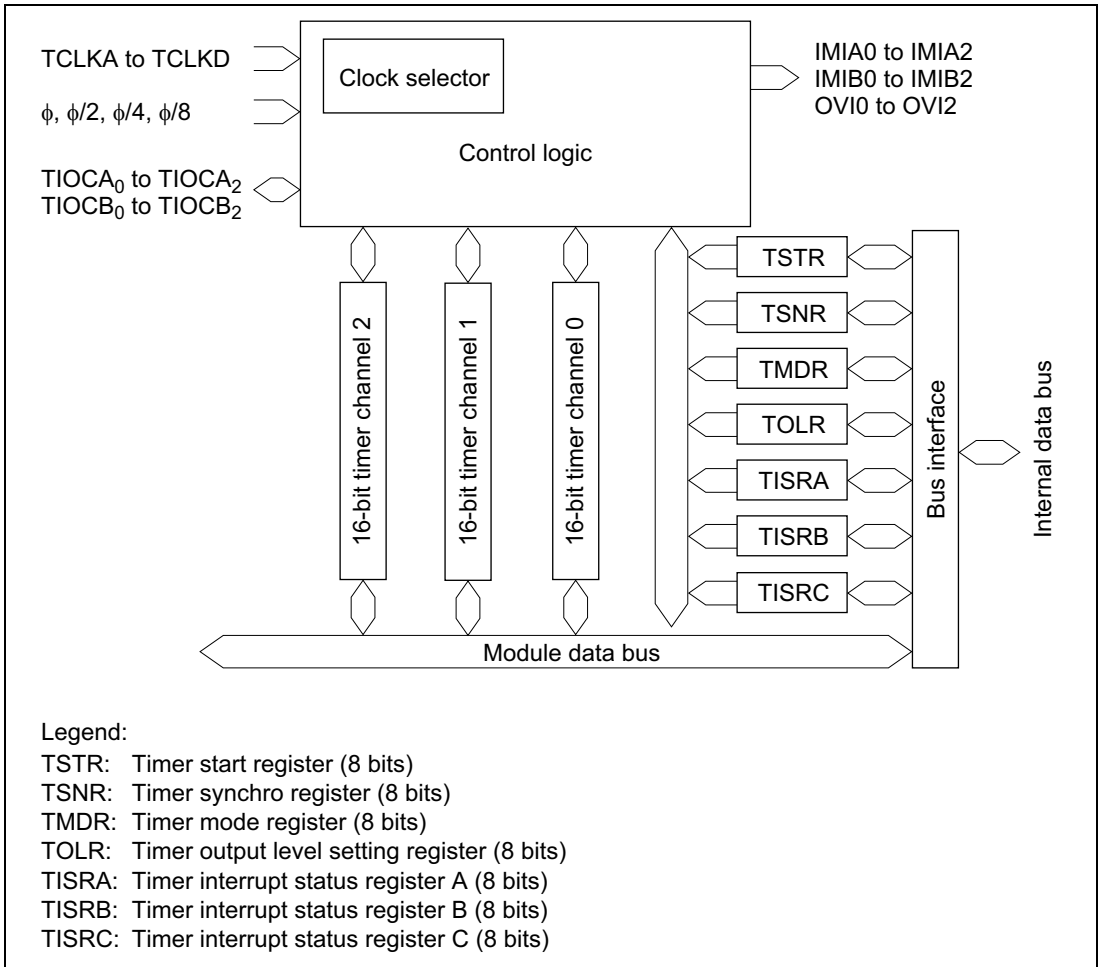 TCLKA to TCLKD
ϕ, ϕ/2, ϕ/4, ϕ/8
TIOCA₀ to TIOCA₂
TIOCB₀ to TIOCB₂
Clock selector
Control logic
IMIA0 to IMIA2
IMIB0 to IMIB2
OVI0 to OVI2
16-bit timer channel 2
16-bit timer channel 1
16-bit timer channel 0
TSTR
TSNR
TMDR
TOLR
TISRA
TISRB
TISRC
Bus interface
Internal data bus
Module data bus
Legend:
TSTR: Timer start register (8 bits)
TSNR: Timer synchro register (8 bits)
TMDR: Timer mode register (8 bits)
TOLR: Timer output level setting register (8 bits)
TISRA: Timer interrupt status register A (8 bits)
TISRB: Timer interrupt status register B (8 bits)
TISRC: Timer interrupt status register C (8 bits)